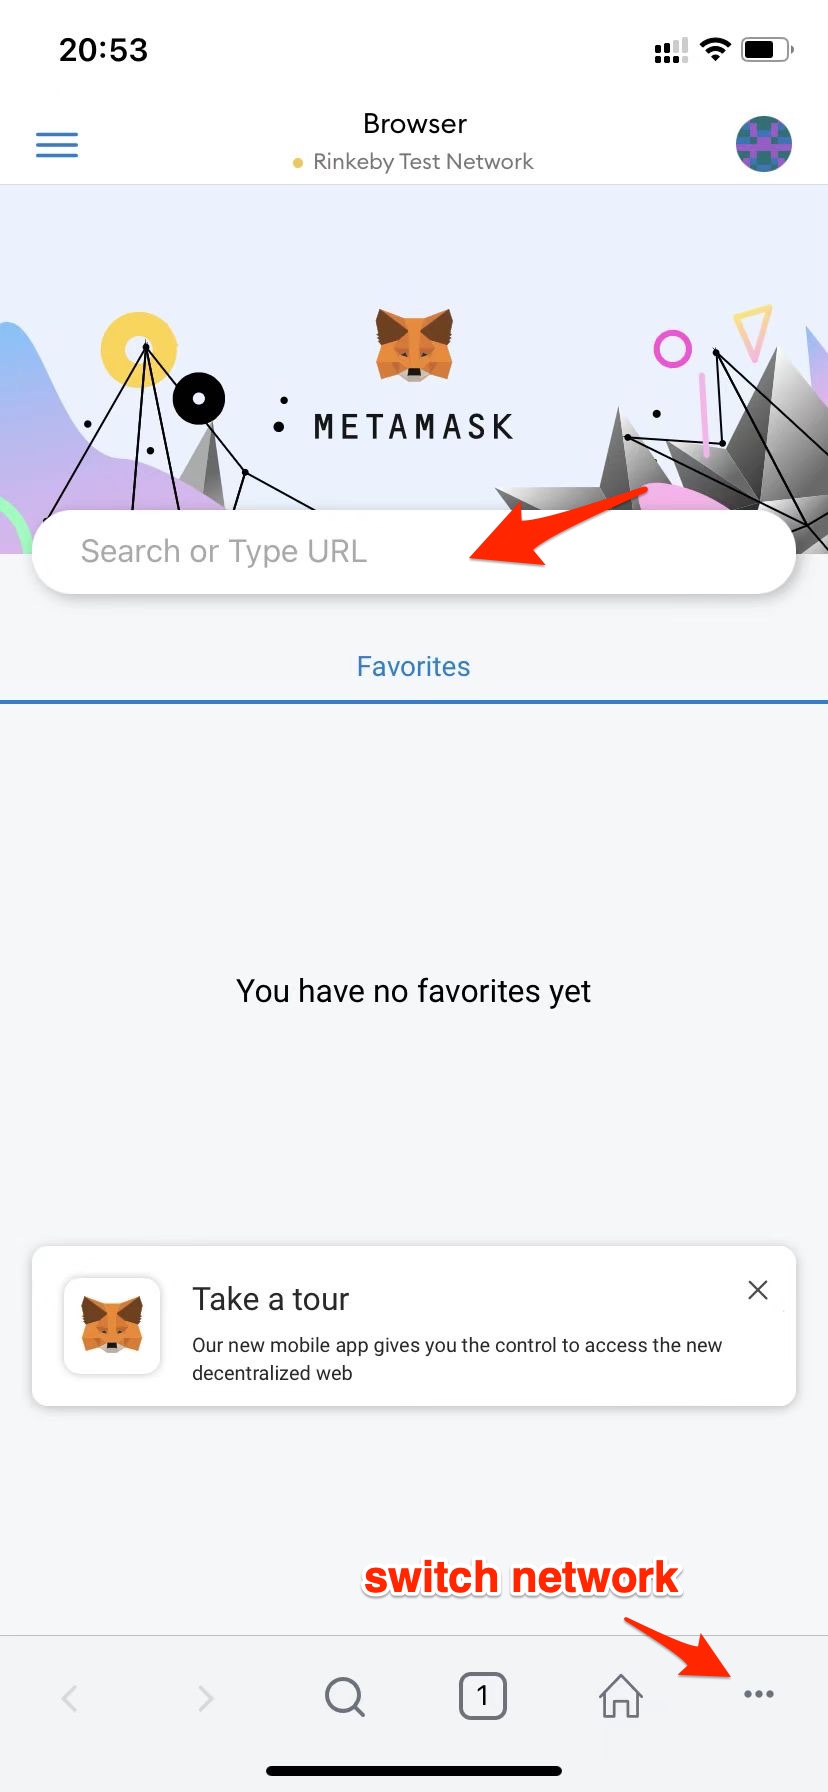 20:53
Browser
Rinkeby Test Network
METAMASK
Search or Type URL
Favorites
You have no favorites yet
Take a tour
Our new mobile app gives you the control to access the new
decentralized web
switch network
1